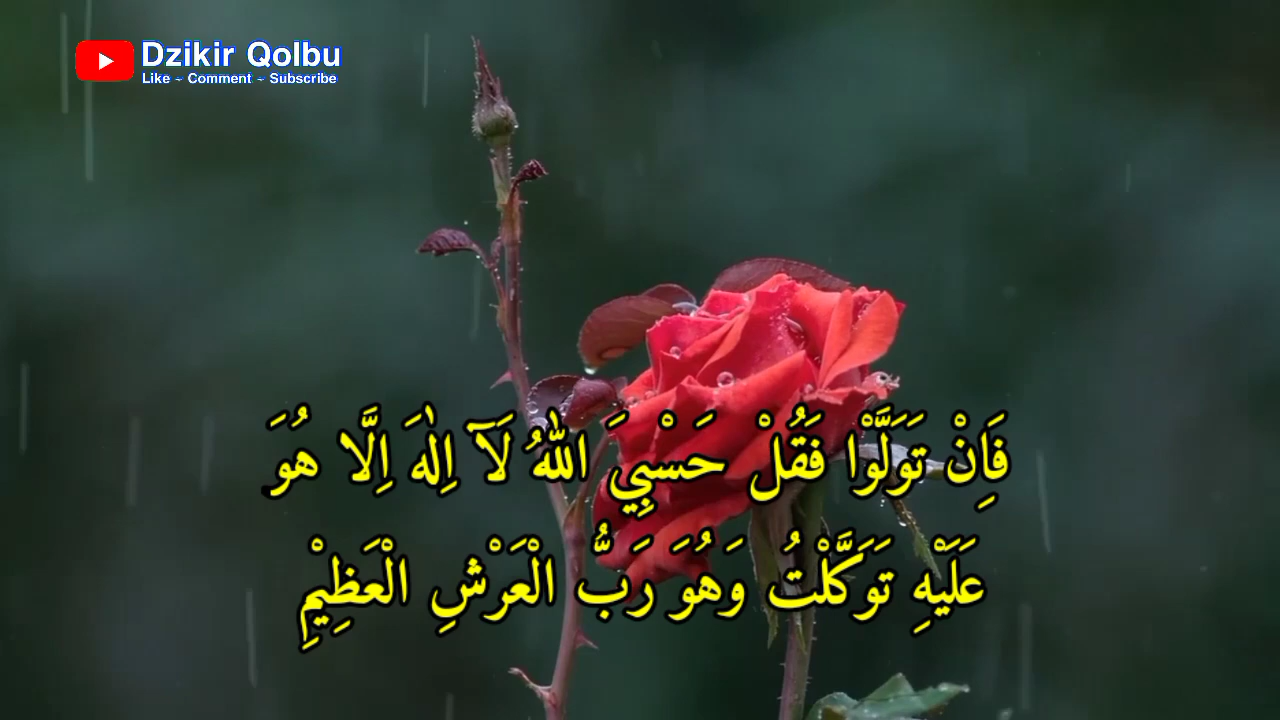 Dzikir Qolbu
Like ~ Comment ~ Subscribe
فَاِنْ تَوَلَّوْا فَقُلْ حَسْبِيَ اللّٰهُ لَآ اِلٰهَ اِلَّا هُوَ
عَلَيْهِ تَوَكَّلْتُ وَهُوَ رَبُّ الْعَرْشِ الْعَظِيْمِ